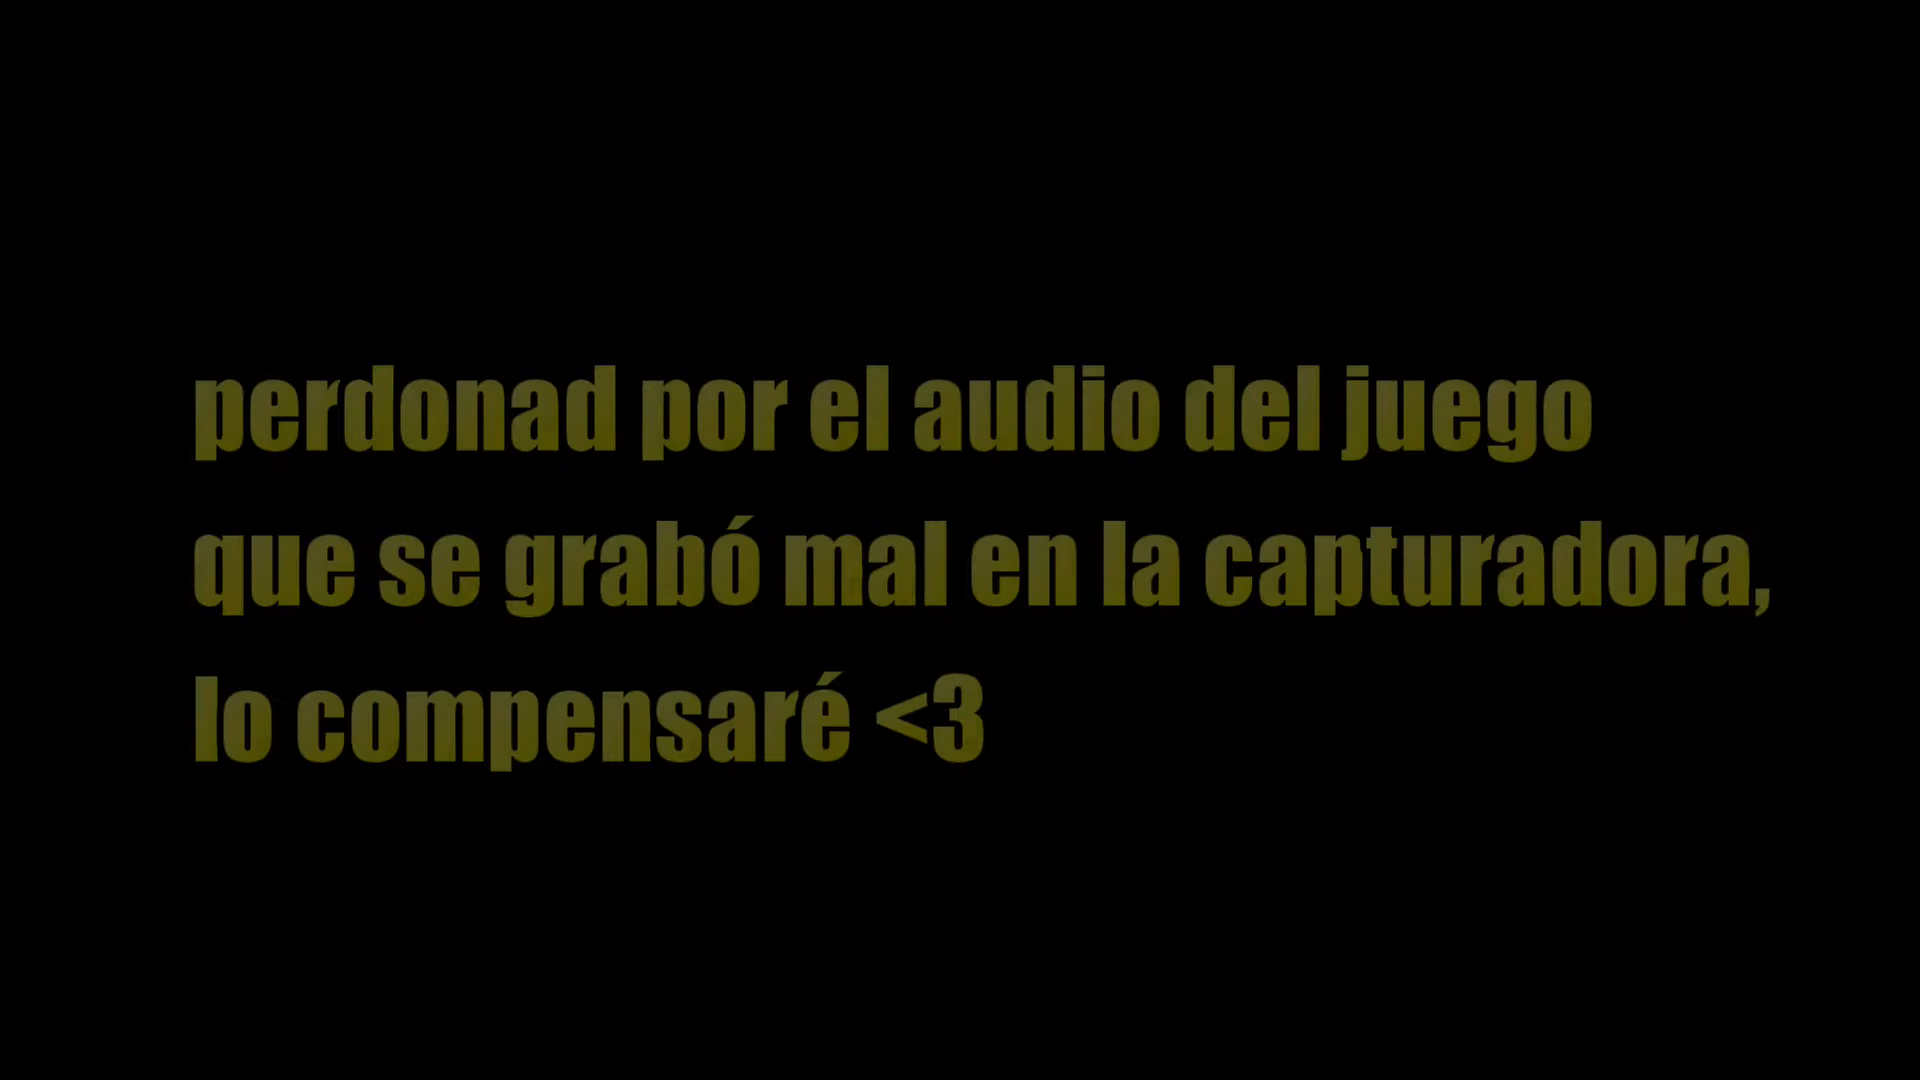 perdonad por el audio del juego
que se grabó mal en la capturadora,
lo compensaré <3